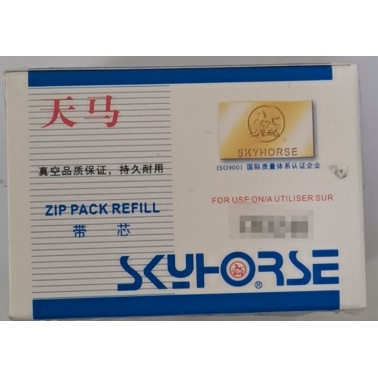 天马
SKYHORSE
ISO9001 国际质量体系认证企业
真空品质保证，持久耐用
FOR USE ON/A UTILISER SUR
ZIP PACK REFILL
带芯
SKYHORSE®